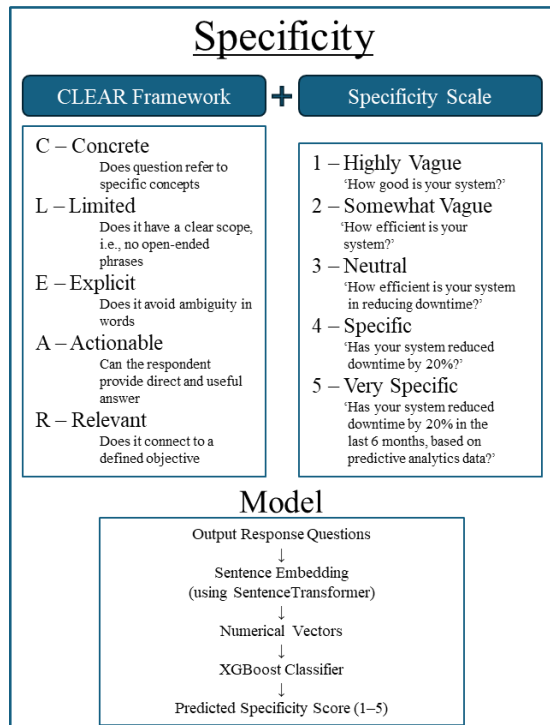 Specificity
CLEAR Framework
+
Specificity Scale
C – Concrete
Does question refer to
specific concepts
L – Limited
Does it have a clear scope,
i.e., no open-ended
phrases
E – Explicit
Does it avoid ambiguity in
words
A – Actionable
Can the respondent
provide direct and useful
answer
R – Relevant
Does it connect to a
defined objective
1 – Highly Vague
‘How good is your system?’
2 – Somewhat Vague
‘How efficient is your
system?’
3 – Neutral
‘How efficient is your system
in reducing downtime?’
4 – Specific
‘Has your system reduced
downtime by 20%?’
5 – Very Specific
‘Has your system reduced
downtime by 20% in the
last 6 months, based on
predictive analytics data?’
Model
Output Response Questions
↓
Sentence Embedding
(using SentenceTransformer)
↓
Numerical Vectors
↓
XGBoost Classifier
↓
Predicted Specificity Score (1–5)